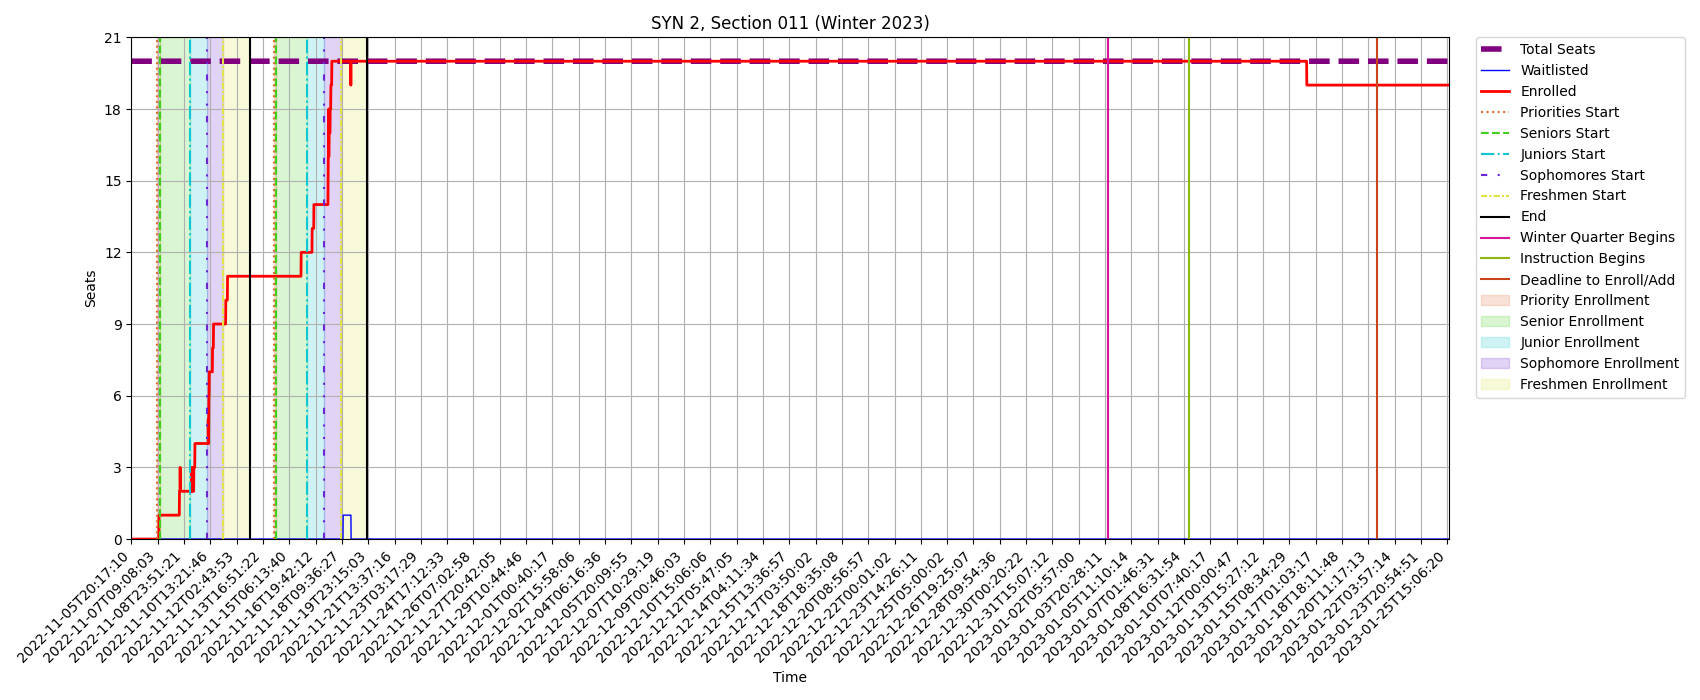 SYN 2, Section 011 (Winter 2023)
21
18
15
12
9
6
3
0
Seats
2022-11-05T20:17:10
2022-11-07T09:08:03
2022-11-08T23:51:21
2022-11-10T13:21:46
2022-11-12T02:43:53
2022-11-13T16:51:22
2022-11-15T06:13:40
2022-11-16T19:42:12
2022-11-18T09:36:27
2022-11-19T23:15:03
2022-11-21T13:37:16
2022-11-23T03:17:29
2022-11-24T17:12:33
2022-11-26T07:02:58
2022-11-27T20:42:05
2022-11-29T10:44:46
2022-12-01T00:40:17
2022-12-02T15:58:06
2022-12-04T06:16:36
2022-12-05T20:09:55
2022-12-07T10:29:19
2022-12-09T00:46:03
2022-12-10T15:06:06
2022-12-12T05:47:05
2022-12-14T04:11:34
2022-12-15T13:36:57
2022-12-17T03:50:02
2022-12-18T18:35:08
2022-12-20T08:56:57
2022-12-22T00:01:02
2022-12-23T14:26:11
2022-12-25T05:00:02
2022-12-26T19:25:07
2022-12-28T09:54:36
2022-12-30T00:20:22
2022-12-31T15:07:12
2023-01-02T05:57:00
2023-01-03T20:28:11
2023-01-05T11:10:14
2023-01-07T01:46:31
2023-01-08T16:31:54
2023-01-10T07:40:17
2023-01-12T00:00:47
2023-01-13T15:27:12
2023-01-15T08:34:29
2023-01-17T01:03:17
2023-01-18T18:11:48
2023-01-20T11:17:13
2023-01-22T03:57:14
2023-01-23T20:54:51
2023-01-25T15:06:20
Time
Total Seats
Waitlisted
Enrolled
Priorities Start
Seniors Start
Juniors Start
Sophomores Start
Freshmen Start
End
Winter Quarter Begins
Instruction Begins
Deadline to Enroll/Add
Priority Enrollment
Senior Enrollment
Junior Enrollment
Sophomore Enrollment
Freshmen Enrollment